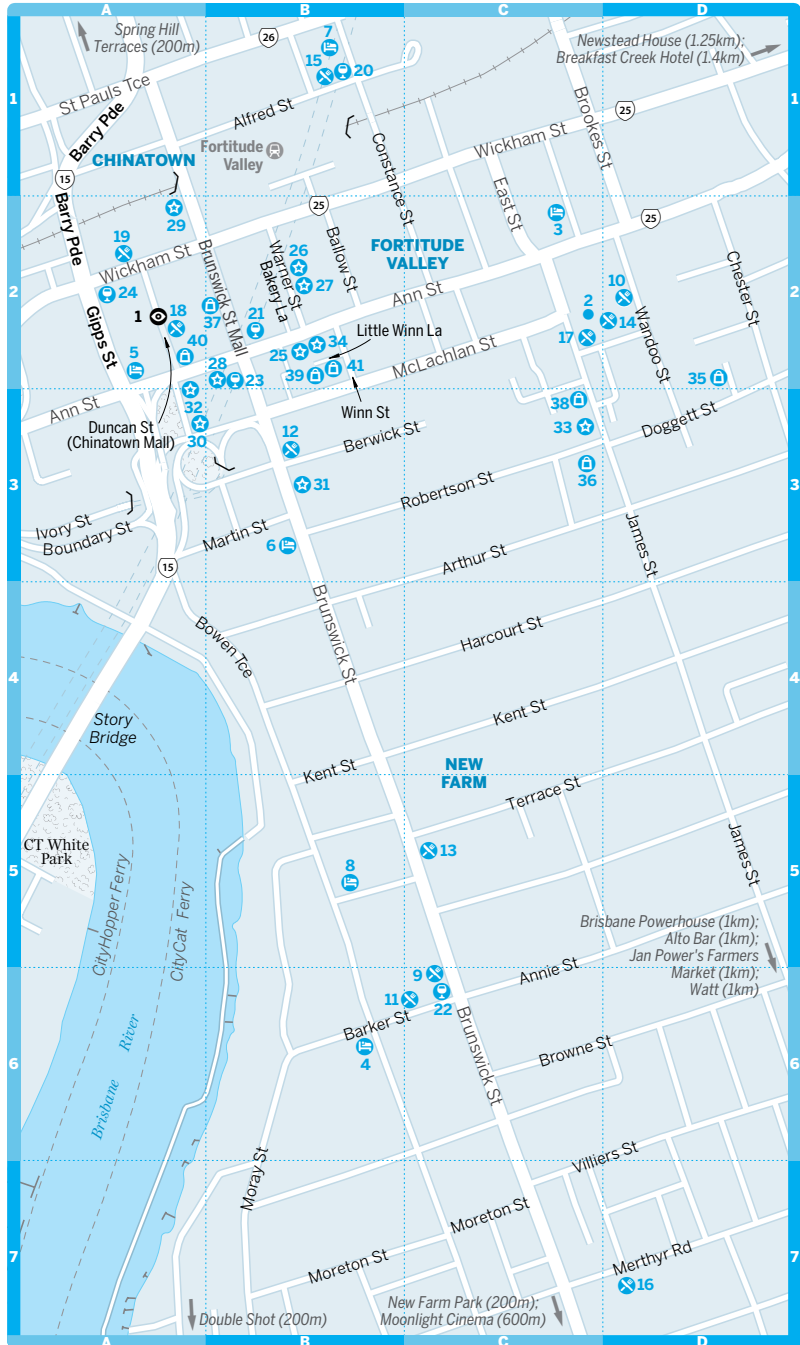 A
B
C
D
Spring Hill
Terraces (200m)
26
7
15
20
Newstead House (1.25km);
Breakfast Creek Hotel (1.4km)
1
1
St Pauls Tce
Alfred St
Barry Pde
Constance St
Brookes St
25
CHINATOWN
Fortitude
Valley
Wickham St
15
Barry Pde
29
25
East St
3
25
19
Wickham St
Brunswick St Mall
26
Warner St
Bakery La
27
Ballow St
FORTITUDE
VALLEY
Chester St
2
2
24
Gipps St
1
18
37
21
Ann St
2
10
14
17
Wandoo St
Little Winn La
40
5
28
23
25
34
39
41
McLachlan St
35
Winn St
Ann St
32
30
Duncan St
(Chinatown Mall)
12
Berwick St
38
33
36
Doggett St
3
3
31
Robertson St
Ivory St
Boundary St
Martin St
6
15
Arthur St
James St
Brunswick St
Bowen Tce
Harcourt St
4
4
Story
Bridge
Kent St
Kent St
NEW
FARM
Terrace St
CT White
Park
13
James St
5
5
8
CityHopper Ferry
CityCat Ferry
Brisbane Powerhouse (1km);
Alto Bar (1km);
Jan Power's Farmers
Market (1km);
Watt (1km)
9
Annie St
11
22
Barker St
Brunswick St
Browne St
6
6
4
Brisbane River
Moray St
Villiers St
Moreton St
Moreton St
Merthyr Rd
7
7
16
Double Shot (200m)
New Farm Park (200m);
Moonlight Cinema (600m)
A
B
C
D